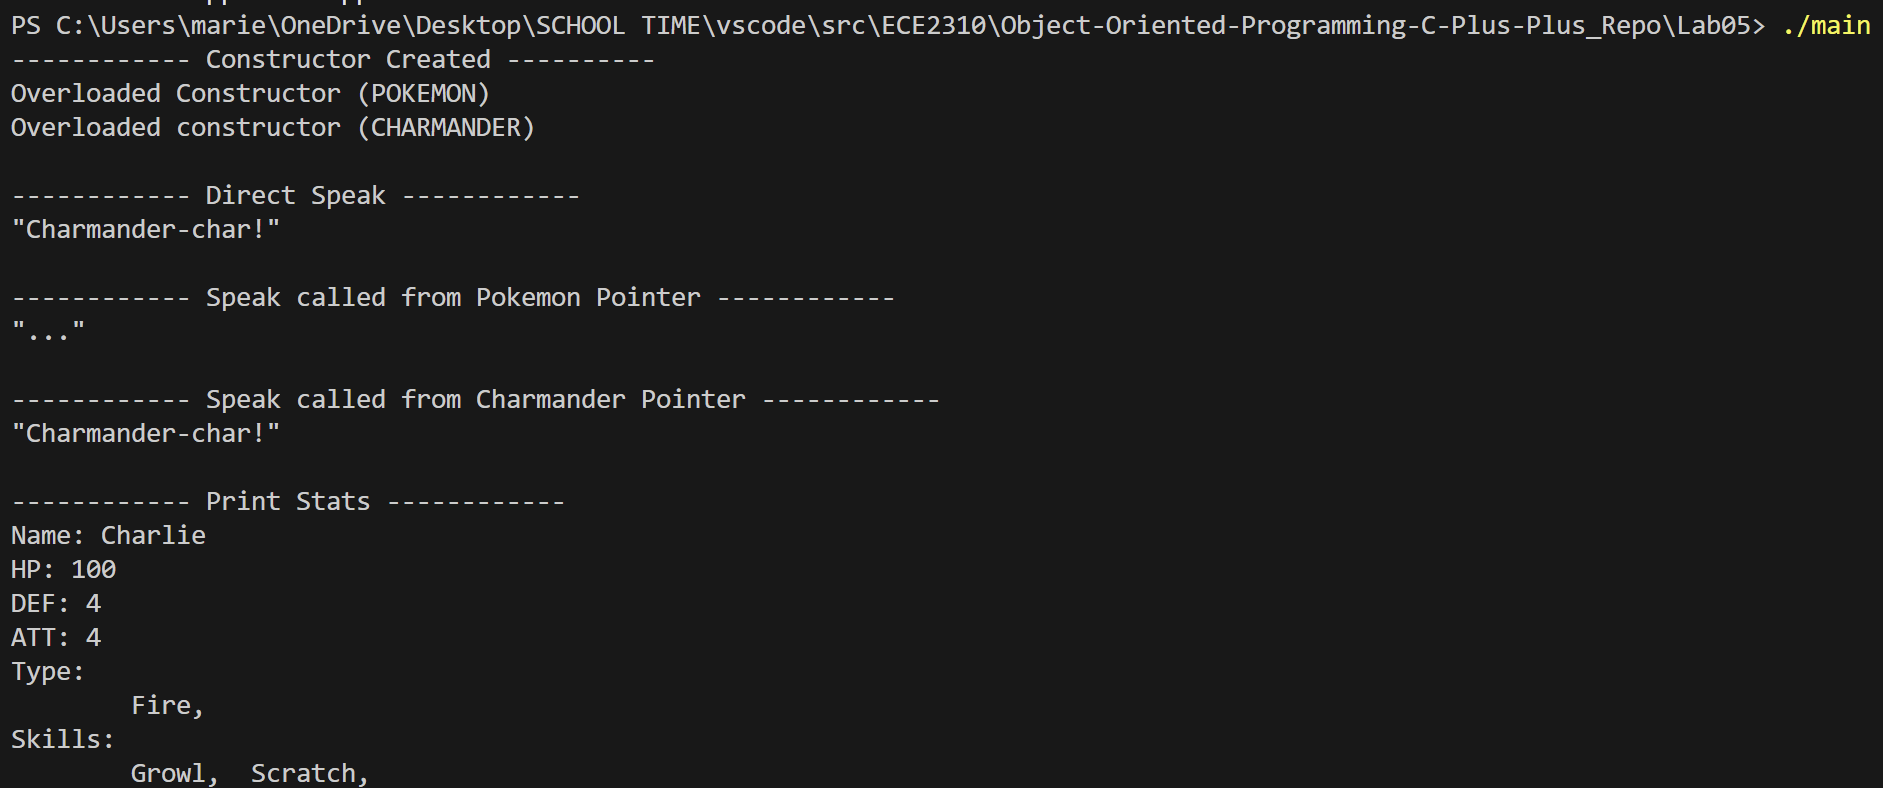 PS C:\Users\marie\OneDrive\Desktop\SCHOOL TIME\vscode\src\ECE2310\Object-Oriented-Programming-C-Plus-Plus_Repo\Lab05> ./main
------------ Constructor Created ----------
Overloaded Constructor (POKEMON)
Overloaded constructor (CHARMANDER)
------------ Direct Speak ------------
"Charmander-char!"
------------ Speak called from Pokemon Pointer ------------
"..."
------------ Speak called from Charmander Pointer ------------
"Charmander-char!"
------------ Print Stats ------------
Name: Charlie
HP: 100
DEF: 4
ATT: 4
Type:
Fire,
Skills:
Growl,  Scratch,